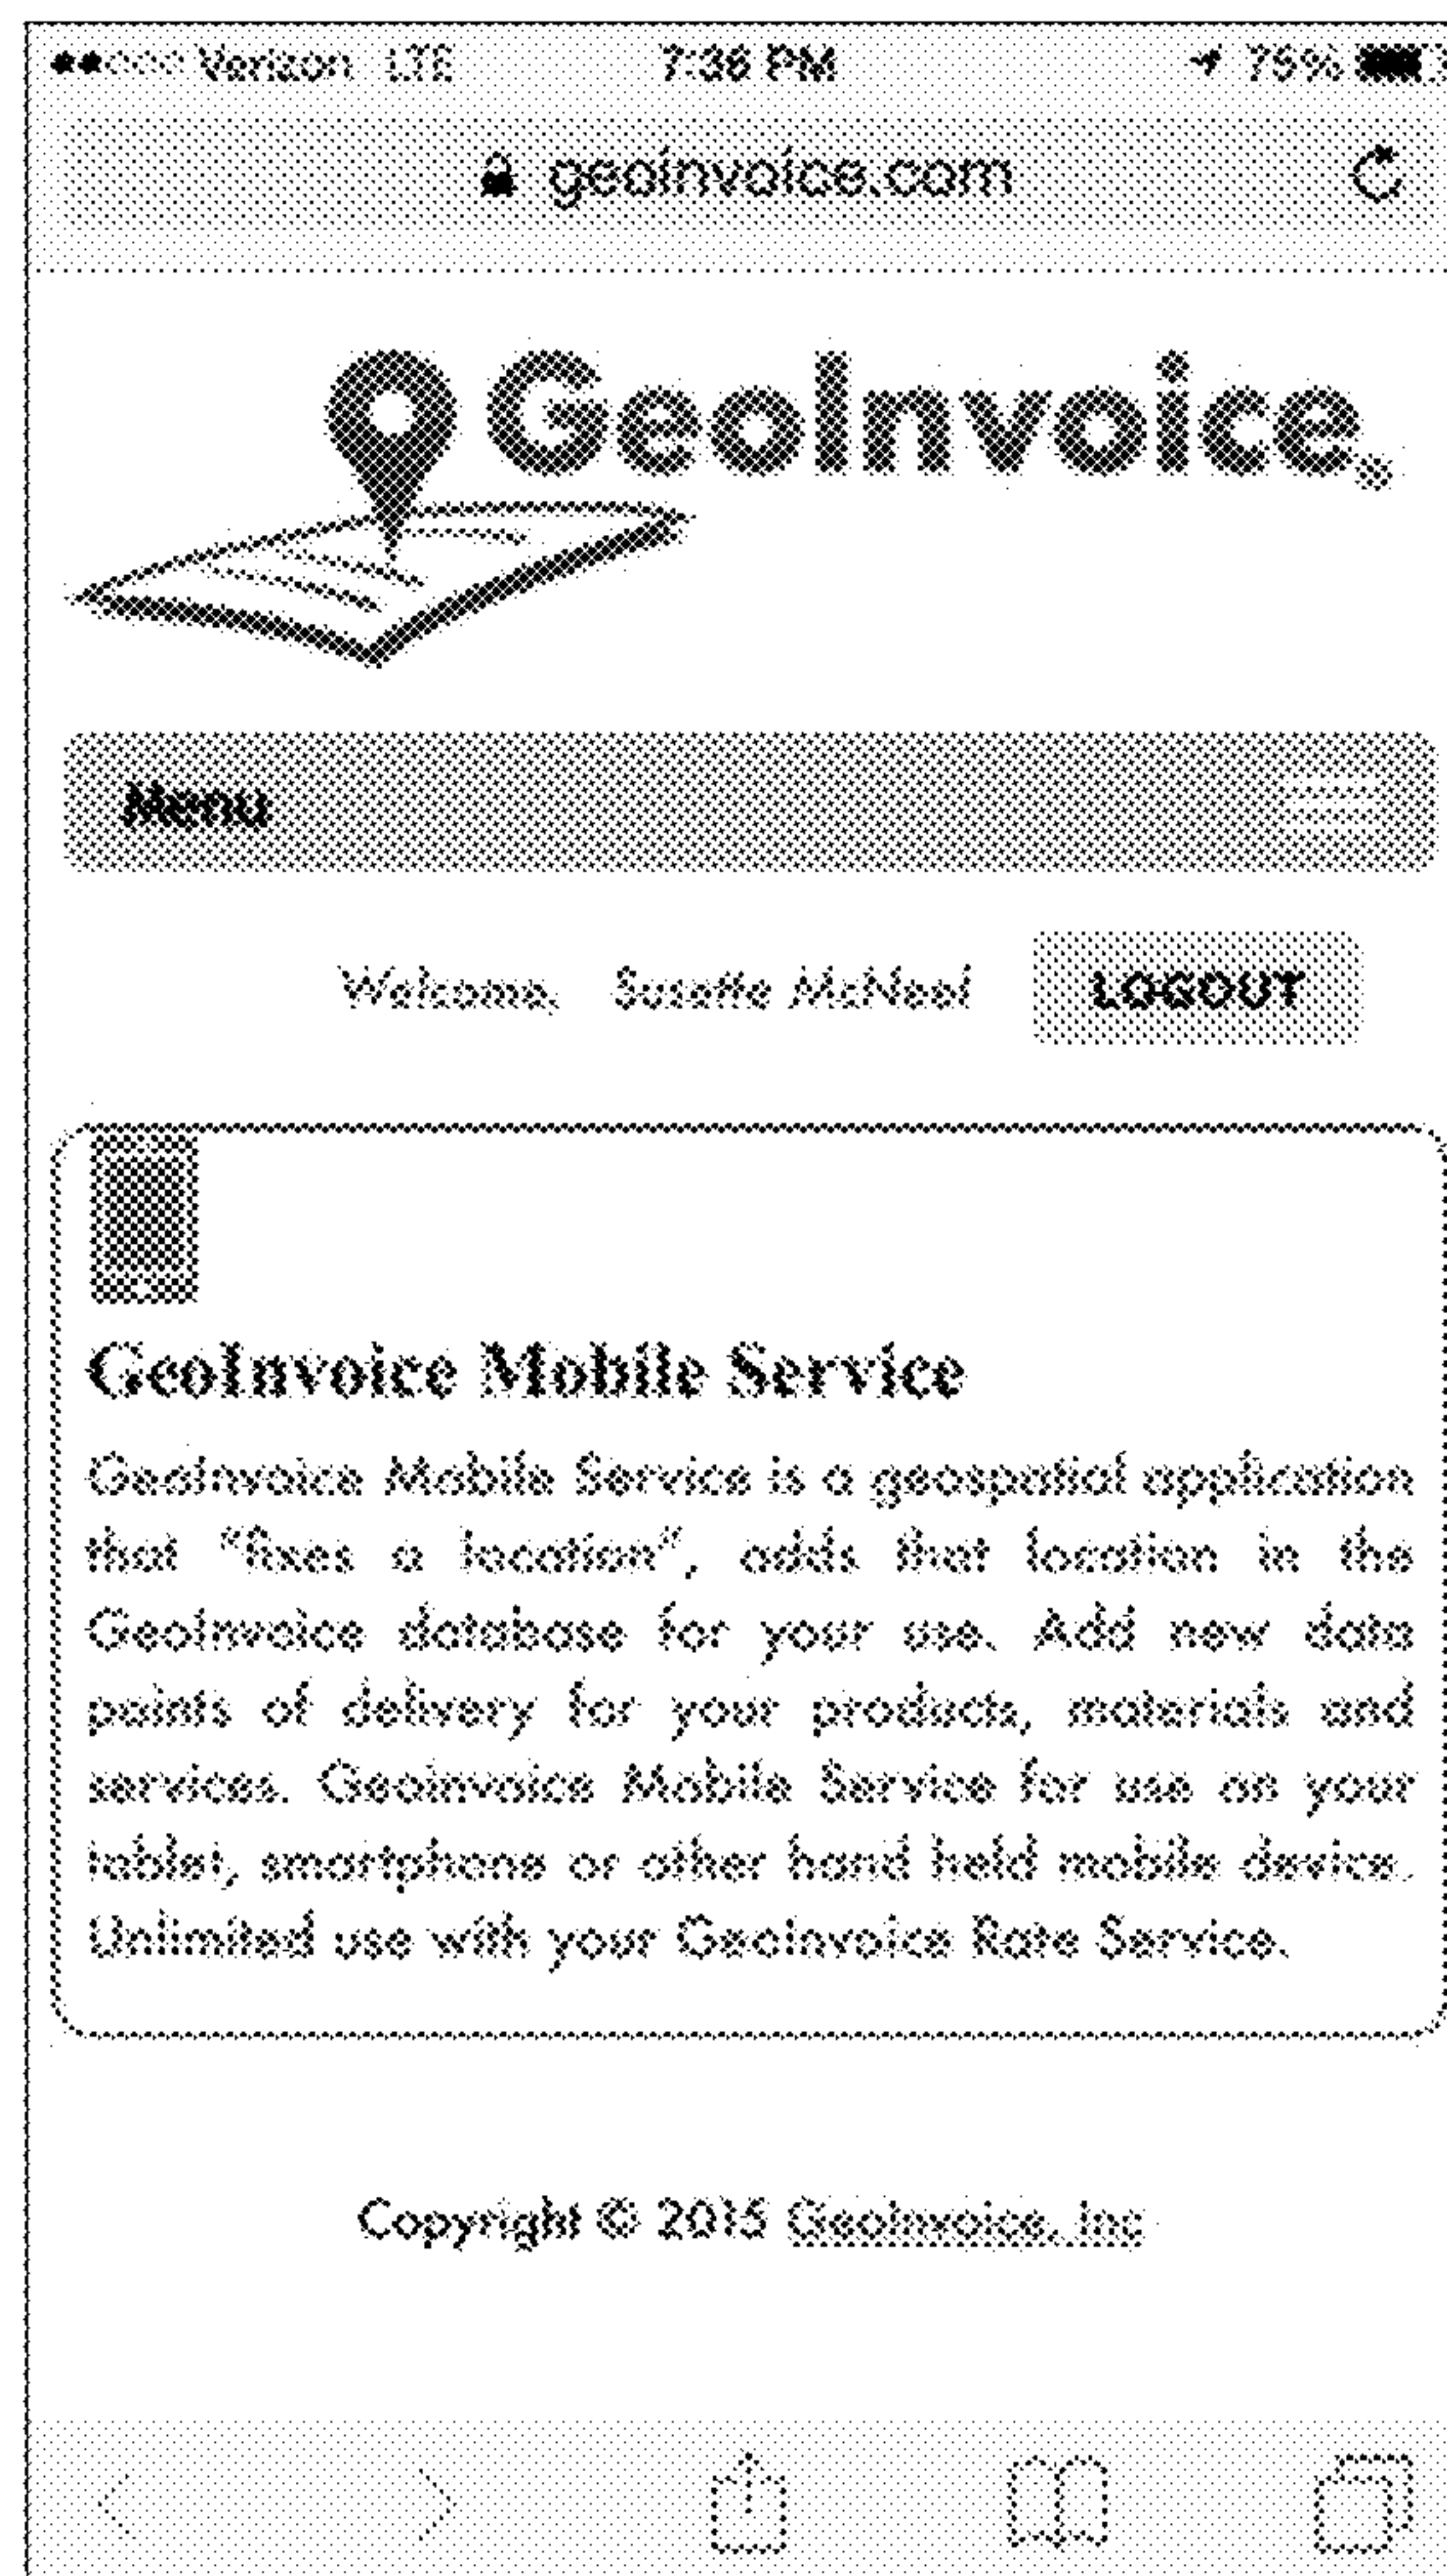 Verizon LTE 7:36 PM 75%
geoinvoice.com
GeoInvoice
Menu
Welcome, Susette McNeel LOGOUT
GeoInvoice Mobile Service
GeoInvoice Mobile Service is a geospatial application
that "fixes a location", adds that location in the
GeoInvoice database for your use. Add new data
points of delivery for your products, materials and
services. Geoinvoice Mobile Service for use on your
tablet, smartphone or other hand held mobile device.
Unlimited use with your GeoInvoice Rate Service.
Copyright © 2015 GeoInvoice, Inc